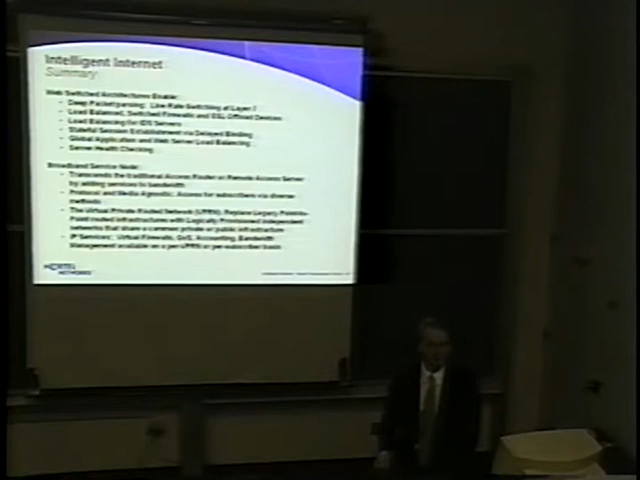 Intelligent Internet
Summary
Web Switched Architectures Enable:
Deep Packet parsing: Line Rate Switching at Layer 7
Load Balanced, Switched Firewalls and SSL Offload Devices
Load Balancing for IDS Servers
Stateful Session Establishment via Delayed Binding
Global Application and Web Server Load Balancing
Server Health Checking
Broadband Service Node:
Transcends the traditional Access Router or Remote Access Server
by adding services to bandwidth
Protocol and Media Agnostic: Access for subscribers via diverse
methods
The Virtual Private Routed Network (VPRN): Replace Legacy Point-to-
Point routed infrastructures with Logically Provisioned independent
networks that share a common private or public infrastructure
IP Services: Virtual Firewalls, QoS, Accounting, Bandwidth
Management available on a per-VPRN or per-subscriber basis
NORTEL
NETWORKS